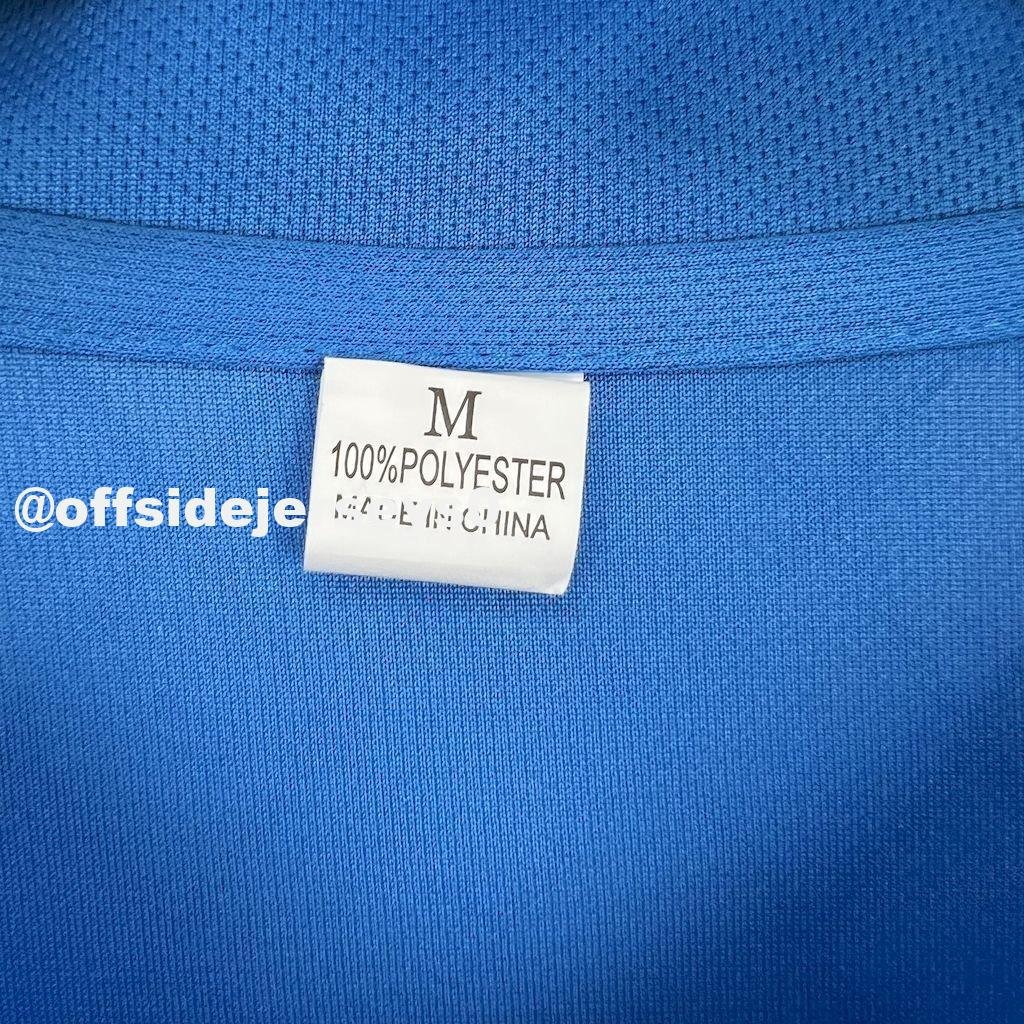 M
100%POLYESTER
MADE IN CHINA
@offsideje